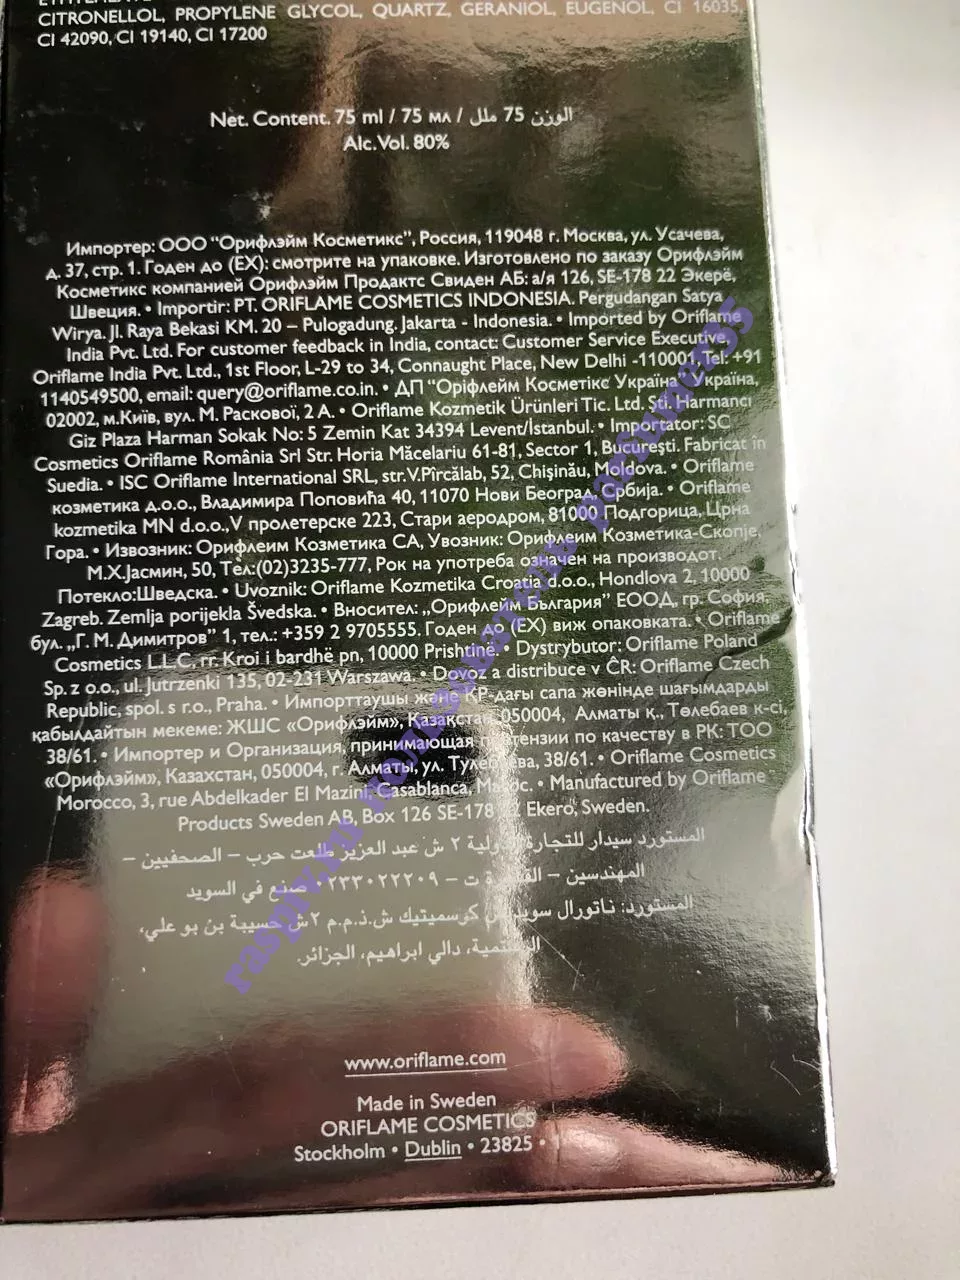 CITRONELLOL, PROPYLENE GLYCOL, QUARTZ, GERANIOL, EUGENOL, CI 16035,
CI 42090, CI 19140, CI 17200
Net. Content. 75 ml / 75 мл / الوزن 75 ملل
Alc.Vol. 80%
Импортер: ООО "Орифлэйм Косметикс", Россия, 119048 г. Москва, ул. Усачева,
д. 37, стр. 1. Годен до (EX): смотрите на упаковке. Изготовлено по заказу Орифлэйм
Косметикс компанией Орифлэйм Продактс Свиден АБ: а/я 126, SE-178 22 Экерё,
Швеция. • Importir: PT. ORIFLAME COSMETICS INDONESIA. Pergudangan Satya
Wirya. Jl. Raya Bekasi KM. 20 – Pulogadung. Jakarta - Indonesia. • Imported by Oriflame
India Pvt. Ltd. For customer feedback in India, contact: Customer Service Executive,
Oriflame India Pvt. Ltd., 1st Floor, L-29 to 34, Connaught Place, New Delhi -110001, Tel: +91
1140549500, email: query@oriflame.co.in. • ДП "Оріфлейм Косметікс Україна" Україна,
02002, м.Київ, вул. М. Раскової, 2 А. • Oriflame Kozmetik Ürünleri Tic. Ltd. Sti. Harmancı
Giz Plaza Harman Sokak No: 5 Zemin Kat 34394 Levent/İstanbul. • Importator: SC
Cosmetics Oriflame România Srl Str. Horia Măcelariu 61-81, Sector 1, Bucureşti. Fabricat in
Suedia. • ISC Oriflame International SRL, str.V.Pîrcălab, 52, Chişinău, Moldova. • Oriflame
козметика д.о.о., Владимира Поповића 40, 11070 Нови Београд, Србија. • Oriflame
kozmetika MN d.o.o.,V пролетерске 223, Стари аеродром, 81000 Подгорица, Црна
Гора. • Извозник: Орифлеим Козметика СА, Увозник: Орифлеим Козметика-Скопје,
М.Х.Јасмин, 50, Тел:(02)3235-777, Рок на употреба означен на производот.
Потекло:Шведска. • Uvoznik: Oriflame Kozmetika Croatia d.o.o., Hondlova 2, 10000
Zagreb. Zemlja porijekla Švedska. • Вносител: „Орифлейм България" ЕООД, гр. София,
бул. „Г. М. Димитров" 1, тел.: +359 2 9705555. Годен до (EX) виж опаковката. • Oriflame
Cosmetics L.L.C, rr. Kroi i bardhë pn, 10000 Prishtinë. • Dystrybutor: Oriflame Poland
Sp. z o.o., ul. Jutrzenki 135, 02-231 Warszawa. • Dovoz a distribuce v ČR: Oriflame Czech
Republic, spol. s r.o., Praha. • Импорттаушы және ҚР-дағы сапа жөнінде шағымдарды
қабылдайтын мекеме: ЖШС «Орифлэйм», Қазақстан, 050004, Алматы қ., Төлебаев к-сі,
38/61. • Импортер и Организация, принимающая претензии по качеству в РК: ТОО
«Орифлэйм», Казахстан, 050004, г. Алматы, ул. Тулебаева, 38/61. • Oriflame Cosmetics
Morocco, 3, rue Abdelkader El Mazini, Casablanca, Maroc. • Manufactured by Oriflame
Products Sweden AB, Box 126 SE-178 Ekerö, Sweden.
المستورد سيدار للتجارة ٢ ش عبد العزيز طلعت حرب – الصحفيين –
المهندسين – ت – صنع في السويد
المستورد: ناتورال كوسميتيك ش.ذ.م.م ٢ش حسيبة بن بو علي،
دالي ابراهيم، الجزائر.
www.oriflame.com
Made in Sweden
ORIFLAME COSMETICS
Stockholm • Dublin • 23825 •